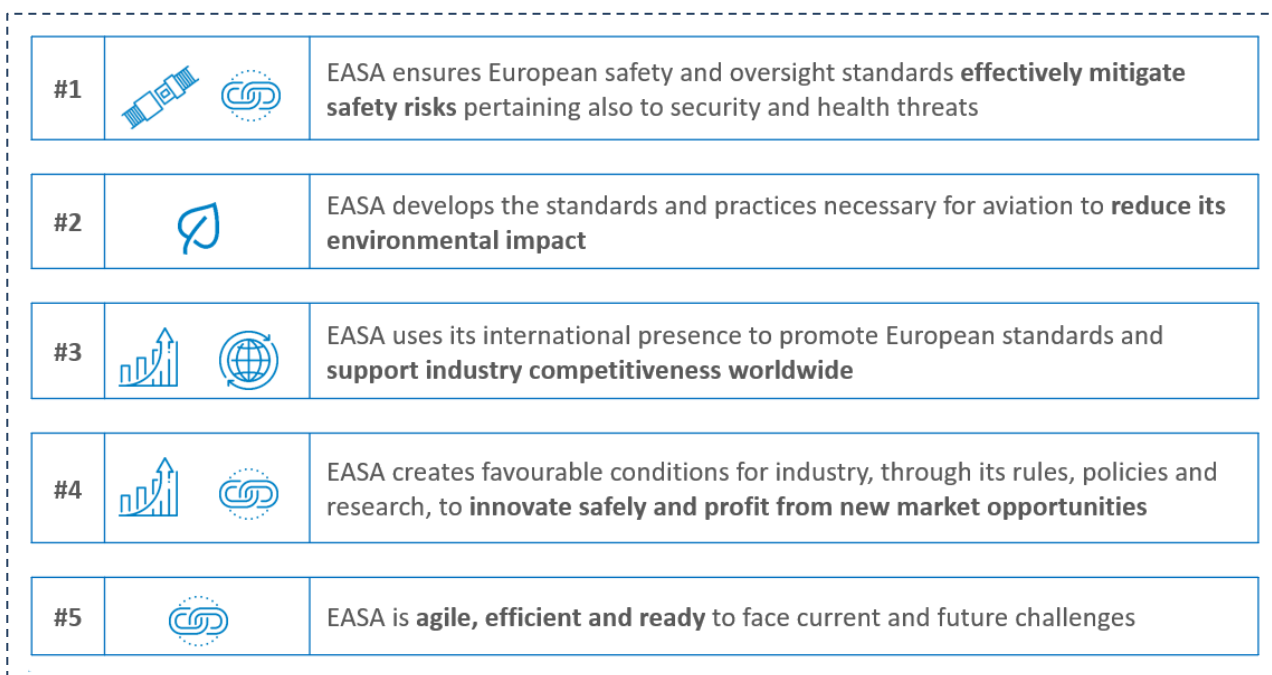 #1
EASA ensures European safety and oversight standards effectively mitigate
safety risks pertaining also to security and health threats
#2
EASA develops the standards and practices necessary for aviation to reduce its
environmental impact
#3
EASA uses its international presence to promote European standards and
support industry competitiveness worldwide
#4
EASA creates favourable conditions for industry, through its rules, policies and
research, to innovate safely and profit from new market opportunities
#5
EASA is agile, efficient and ready to face current and future challenges